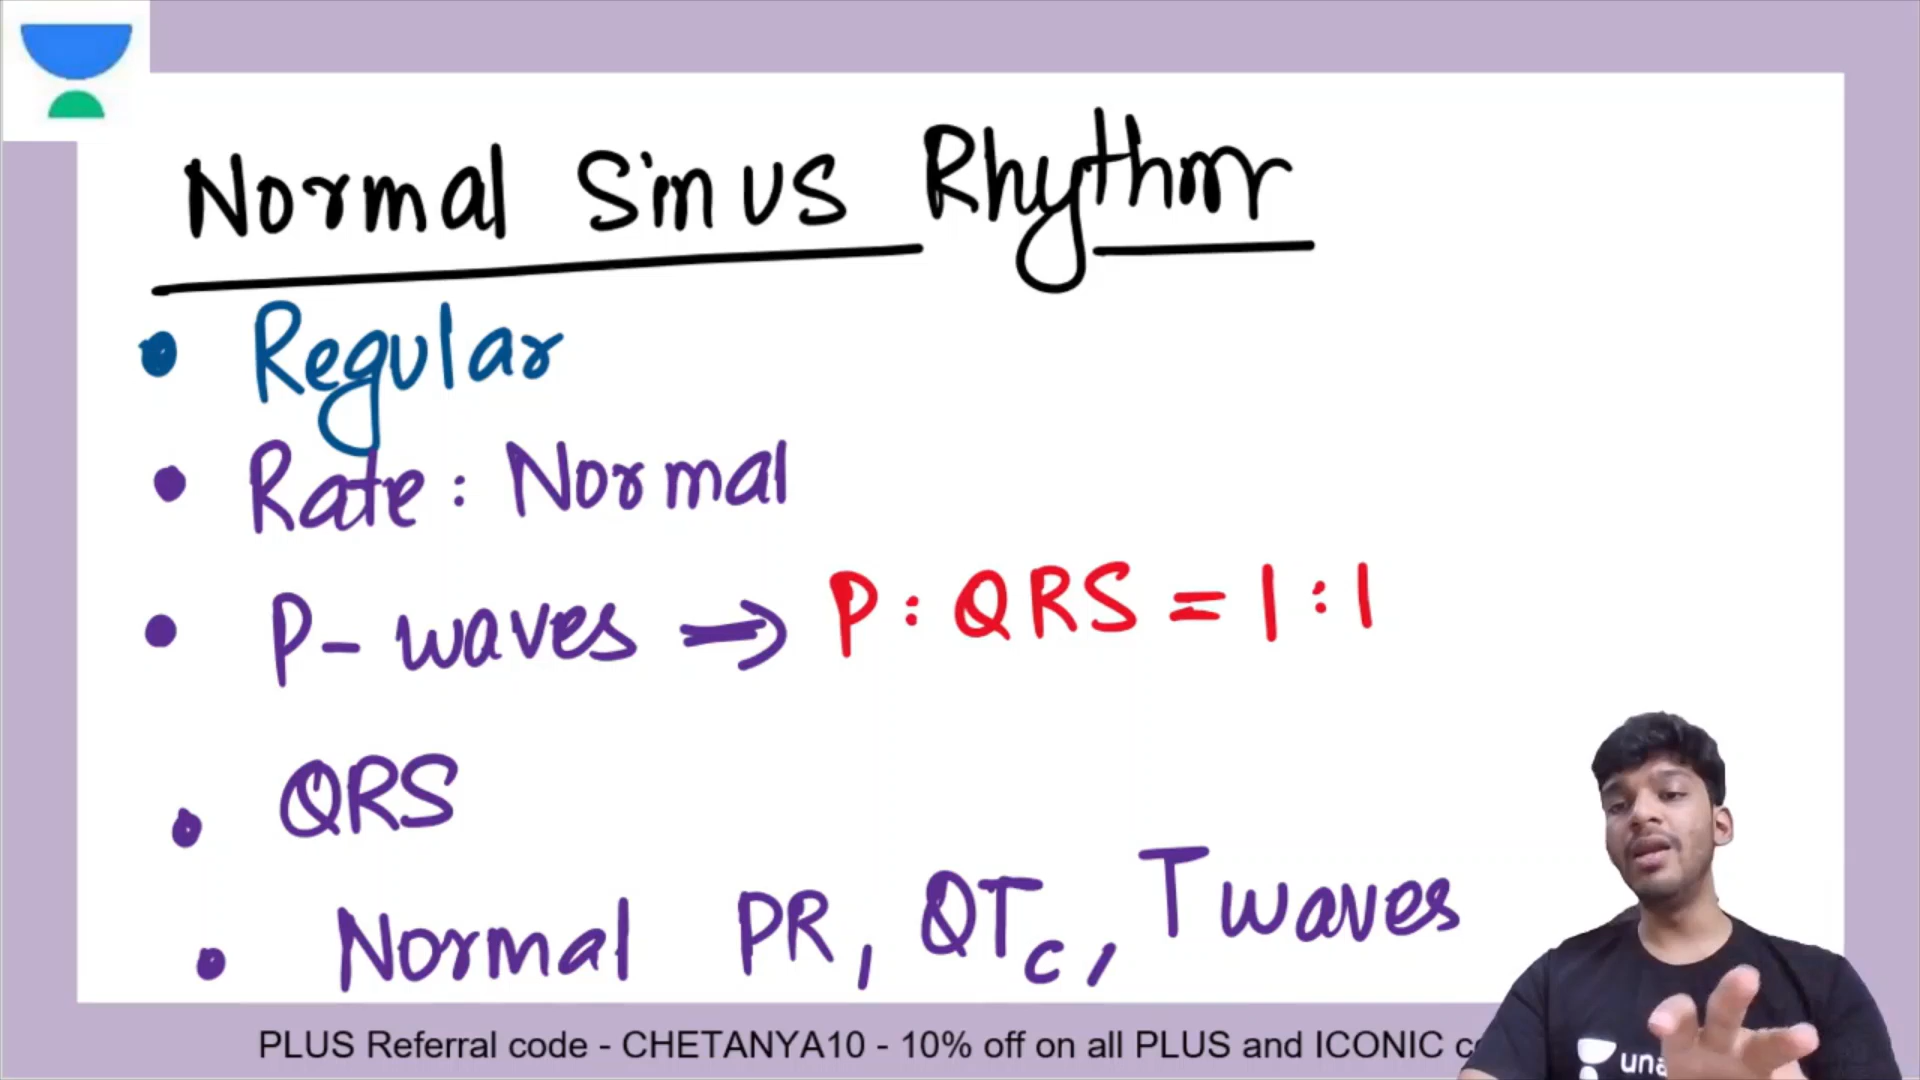 Normal Sinus Rhythm
• Regular
• Rate : Normal
• P- waves ⇒ P : QRS = 1 : 1
• QRS
• Normal PR, QTc, T waves
PLUS Referral code - CHETANYA10 - 10% off on all PLUS and ICONIC
una